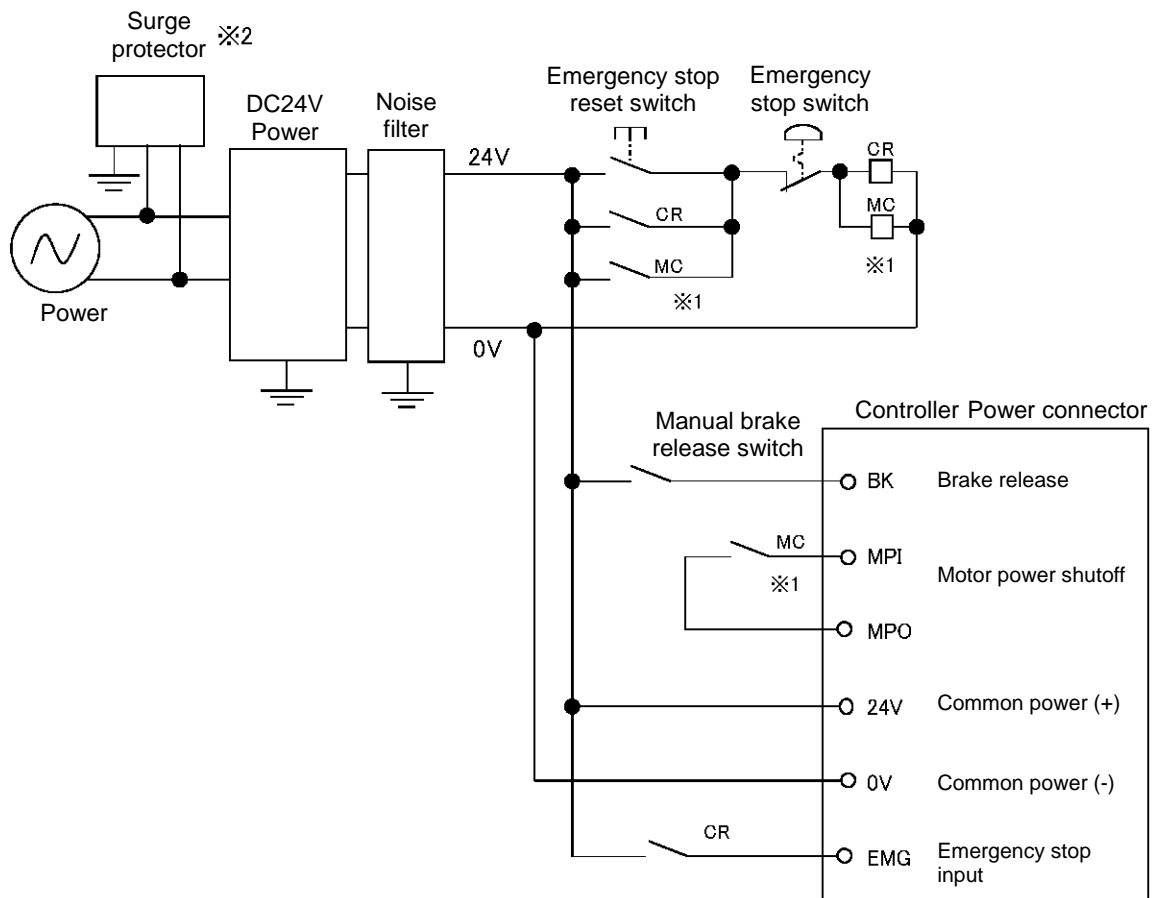 Surge
protector ※2
DC24V
Power
Noise
filter
Emergency stop
reset switch
Emergency
stop switch
24V
CR
CR
MC
MC
※1
※1
Power
0V
Controller Power connector
Manual brake
release switch
BK Brake release
MC
MPI
※1
Motor power shutoff
MPO
24V Common power (+)
0V Common power (-)
CR
EMG Emergency stop
input